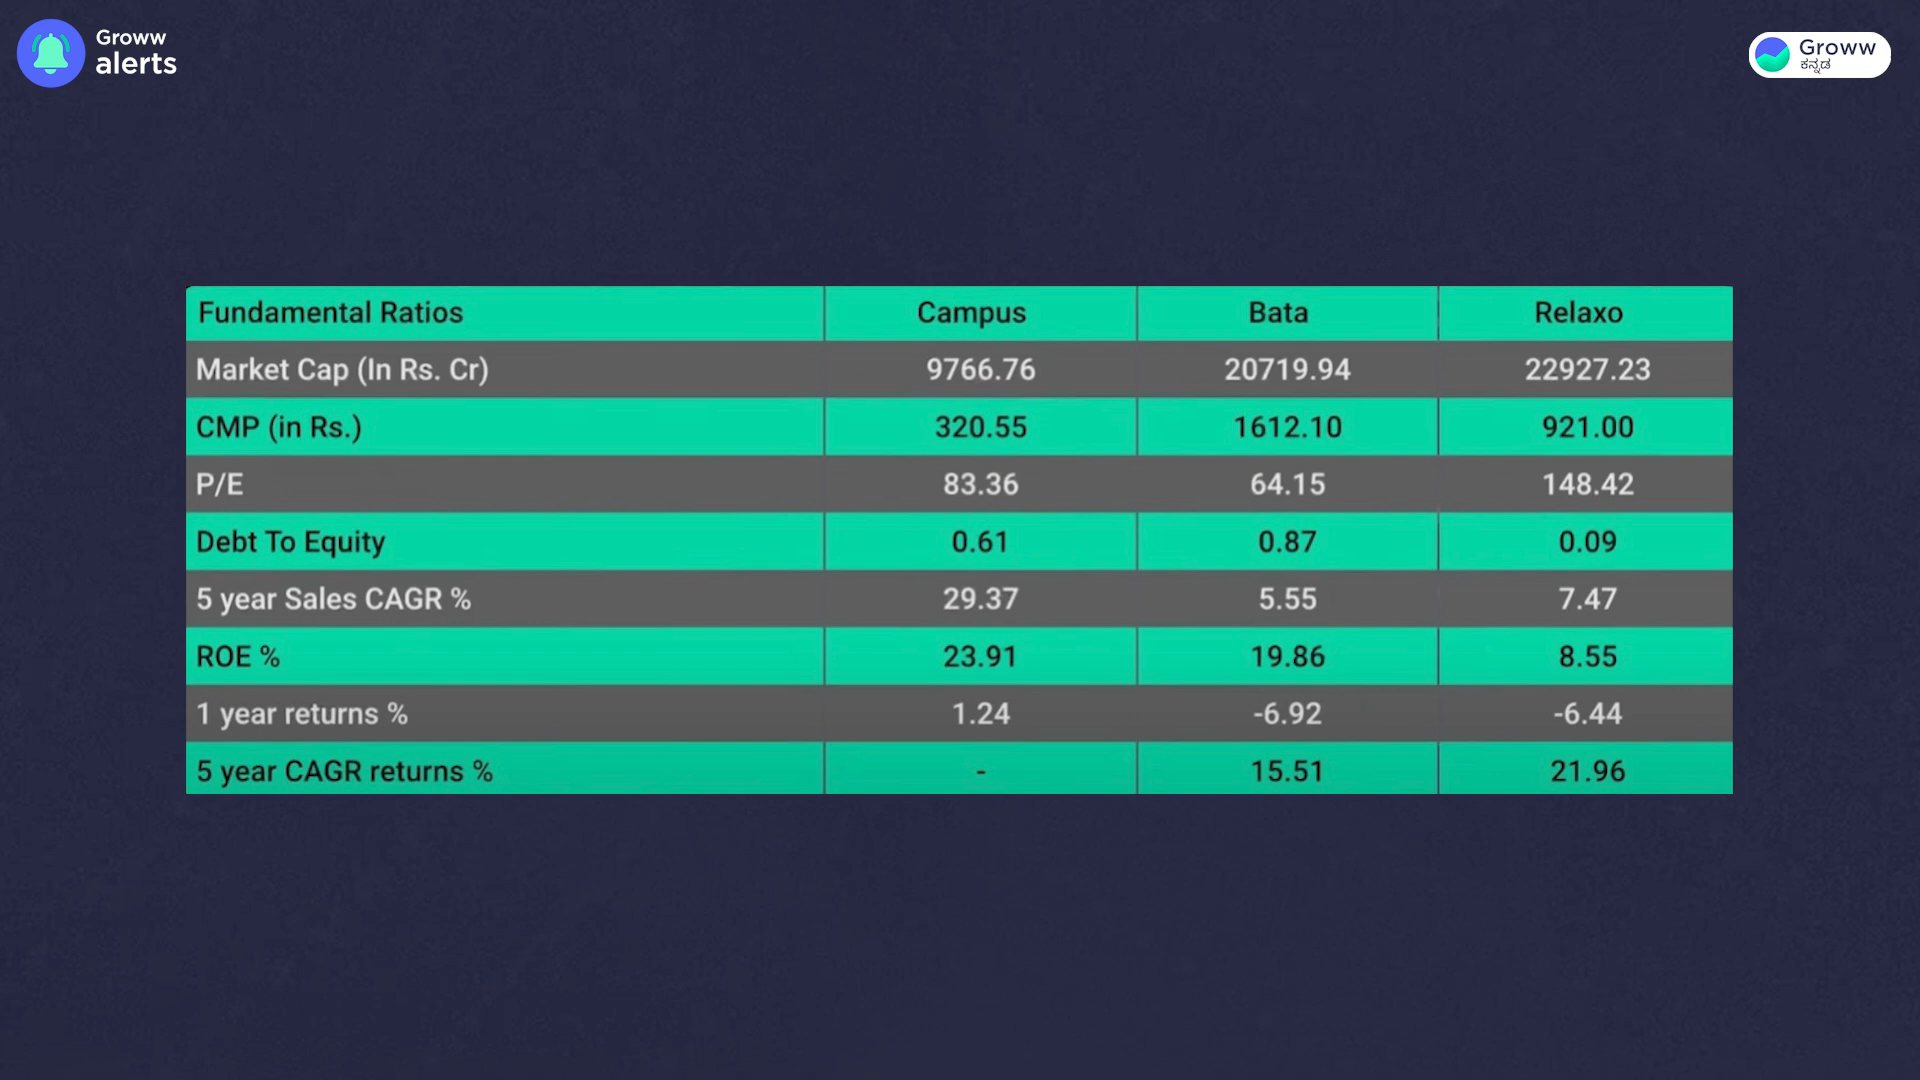 Groww
alerts
Groww
ಕನ್ನಡ
Fundamental Ratios Campus Bata Relaxo
Market Cap (In Rs. Cr) 9766.76 20719.94 22927.23
CMP (in Rs.) 320.55 1612.10 921.00
P/E 83.36 64.15 148.42
Debt To Equity 0.61 0.87 0.09
5 year Sales CAGR % 29.37 5.55 7.47
ROE % 23.91 19.86 8.55
1 year returns % 1.24 -6.92 -6.44
5 year CAGR returns % - 15.51 21.96